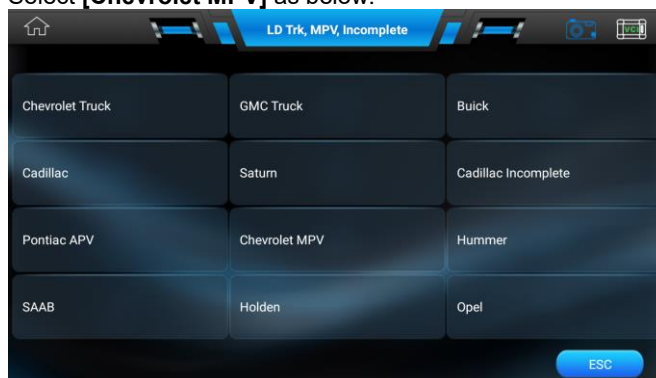 Select [Chevrolet MPV] as below:
LD Trk, MPV, Incomplete
VCI
Chevrolet Truck GMC Truck Buick
Cadillac Saturn Cadillac Incomplete
Pontiac APV Chevrolet MPV Hummer
SAAB Holden Opel
ESC